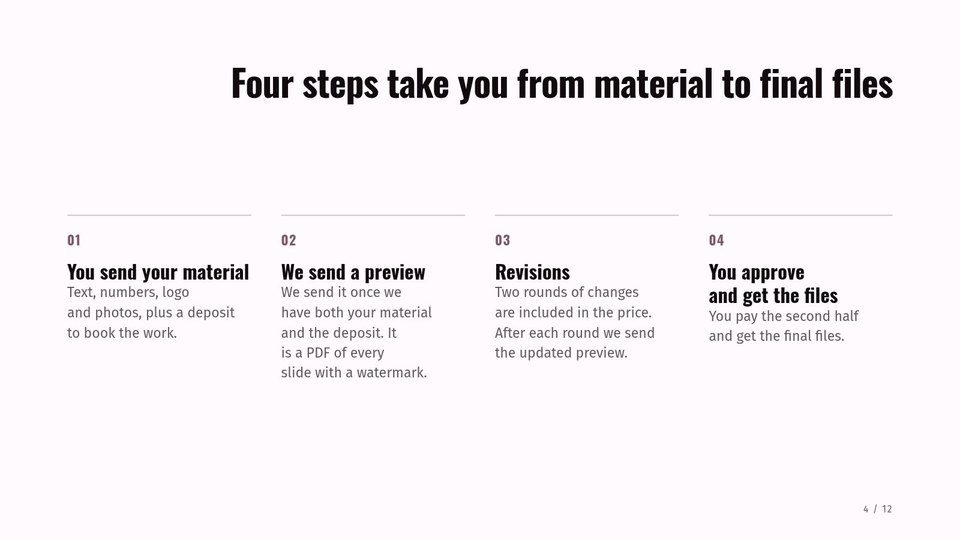 Four steps take you from material to final files
01
You send your material
Text, numbers, logo
and photos, plus a deposit
to book the work.
02
We send a preview
We send it once we
have both your material
and the deposit. It
is a PDF of every
slide with a watermark.
03
Revisions
Two rounds of changes
are included in the price.
After each round we send
the updated preview.
04
You approve
and get the files
You pay the second half
and get the final files.
4 / 12